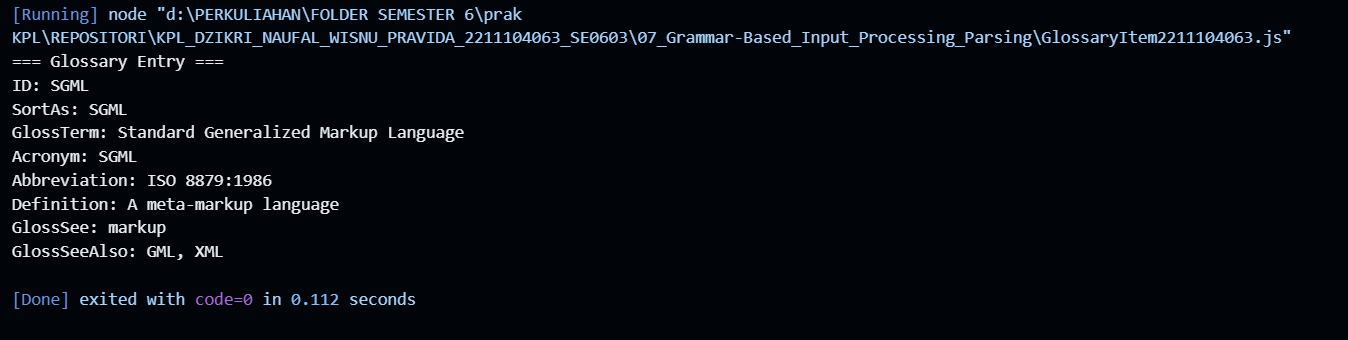 [Running] node "d:\PERKULIAHAN\FOLDER SEMESTER 6\prak
KPL\REPOSITORI\KPL_DZIKRI_NAUFAL_WISNU_PRAVIDA_2211104063_SE0603\07_Grammar-Based_Input_Processing_Parsing\GlossaryItem2211104063.js"
=== Glossary Entry ===
ID: SGML
SortAs: SGML
GlossTerm: Standard Generalized Markup Language
Acronym: SGML
Abbreviation: ISO 8879:1986
Definition: A meta-markup language
GlossSee: markup
GlossSeeAlso: GML, XML
[Done] exited with code=0 in 0.112 seconds